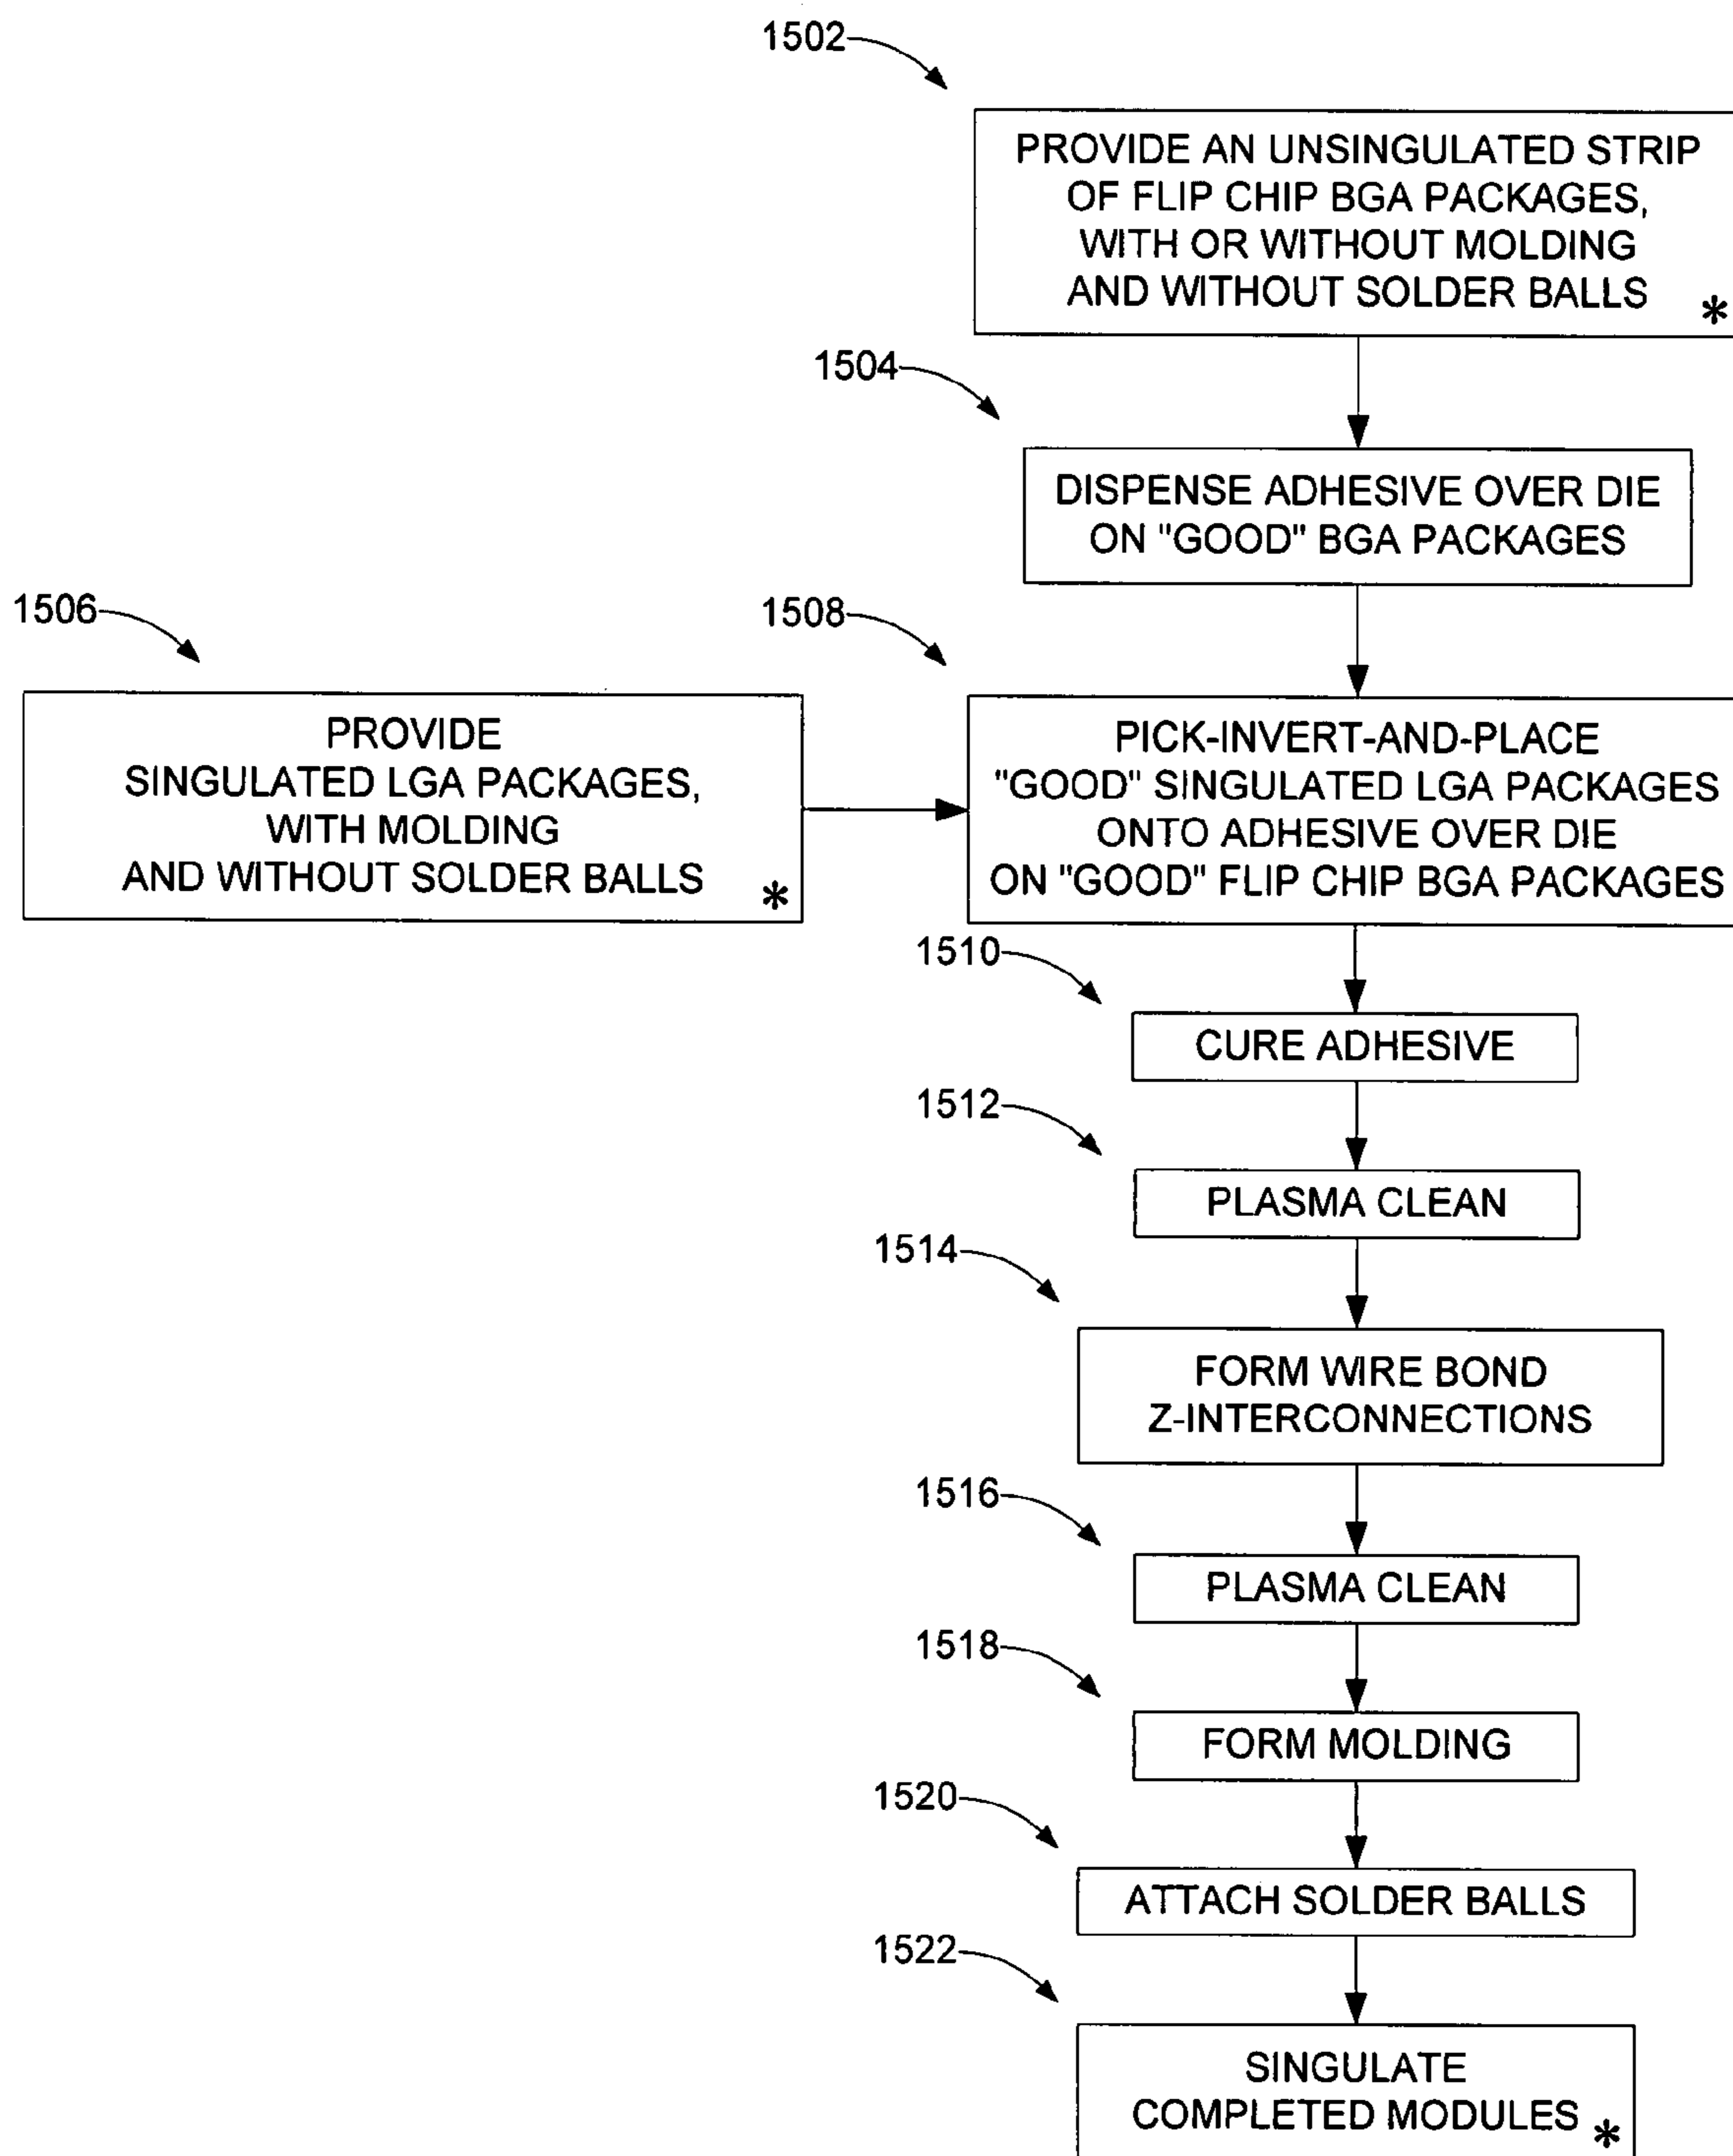 1502
PROVIDE AN UNSINGULATED STRIP
OF FLIP CHIP BGA PACKAGES,
WITH OR WITHOUT MOLDING
AND WITHOUT SOLDER BALLS *
1504
DISPENSE ADHESIVE OVER DIE
ON "GOOD" BGA PACKAGES
1506
PROVIDE
SINGULATED LGA PACKAGES,
WITH MOLDING
AND WITHOUT SOLDER BALLS *
1508
PICK-INVERT-AND-PLACE
"GOOD" SINGULATED LGA PACKAGES
ONTO ADHESIVE OVER DIE
ON "GOOD" FLIP CHIP BGA PACKAGES
1510
CURE ADHESIVE
1512
PLASMA CLEAN
1514
FORM WIRE BOND
Z-INTERCONNECTIONS
1516
PLASMA CLEAN
1518
FORM MOLDING
1520
ATTACH SOLDER BALLS
1522
SINGULATE
COMPLETED MODULES *